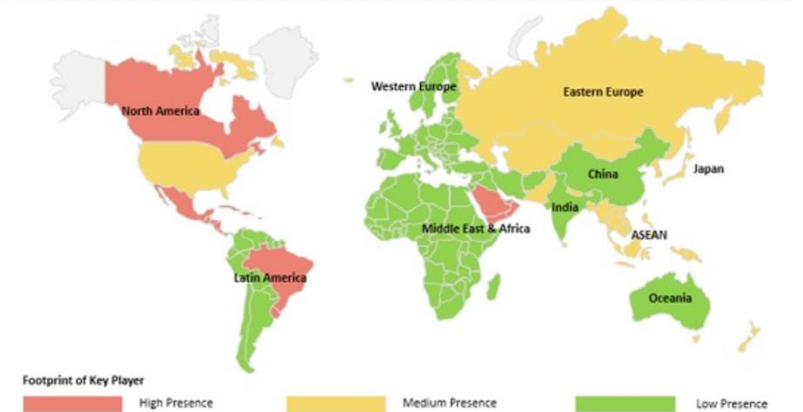 Western Europe
Eastern Europe
North America
Japan
China
India
Middle East & Africa
ASEAN
Latin America
Oceania
Footprint of Key Player
High Presence
Medium Presence
Low Presence